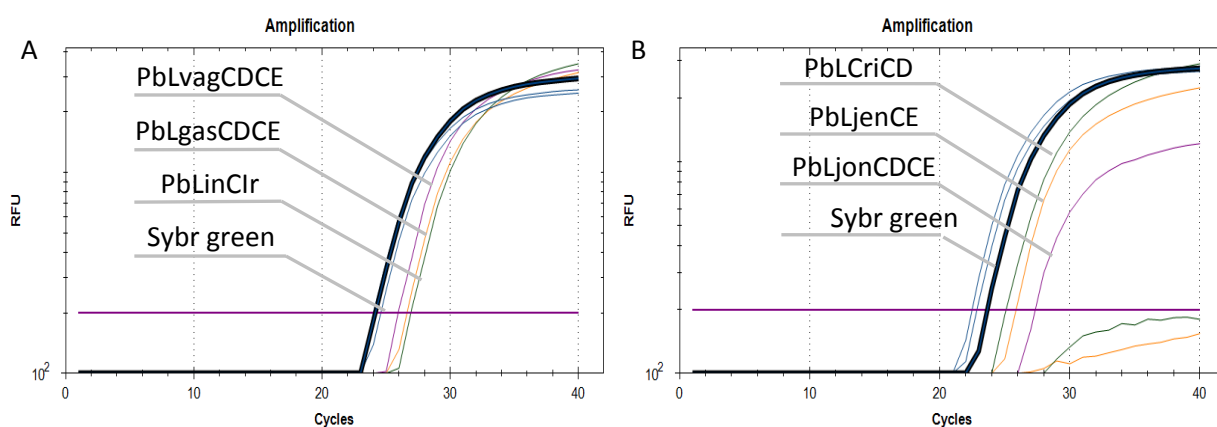 A
Amplification
PbLvagCDCE
PbLgasCDCE
PbLinCIr
Sybr green
RFU
10²
0 10 20 30 40
Cycles
B
Amplification
PbLCriCD
PbLjenCE
PbLjonCDCE
Sybr green
RFU
10²
0 10 20 30 40
Cycles